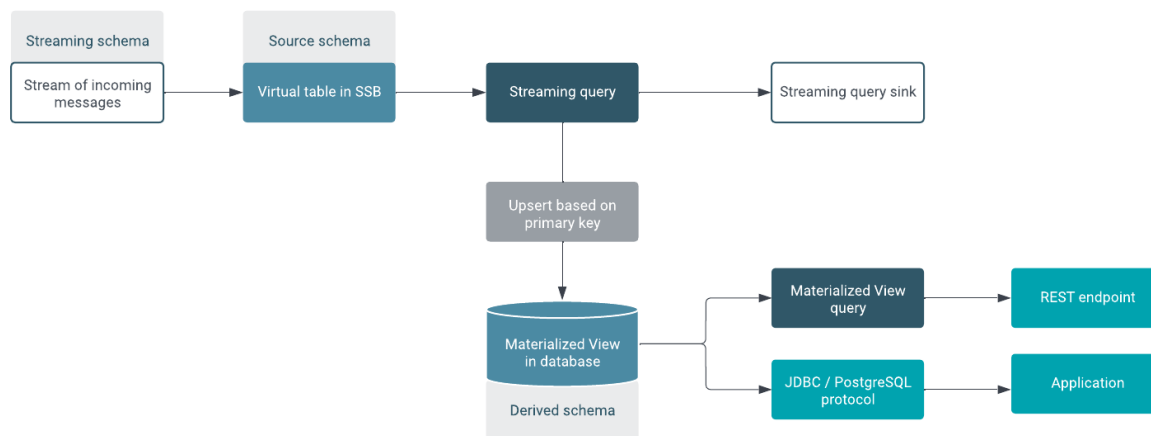 Streaming schema
Source schema
Stream of incoming
messages
Virtual table in SSB
Streaming query
Streaming query sink
Upsert based on
primary key
Materialized View
query
REST endpoint
Materialized View
in database
JDBC / PostgreSQL
protocol
Application
Derived schema